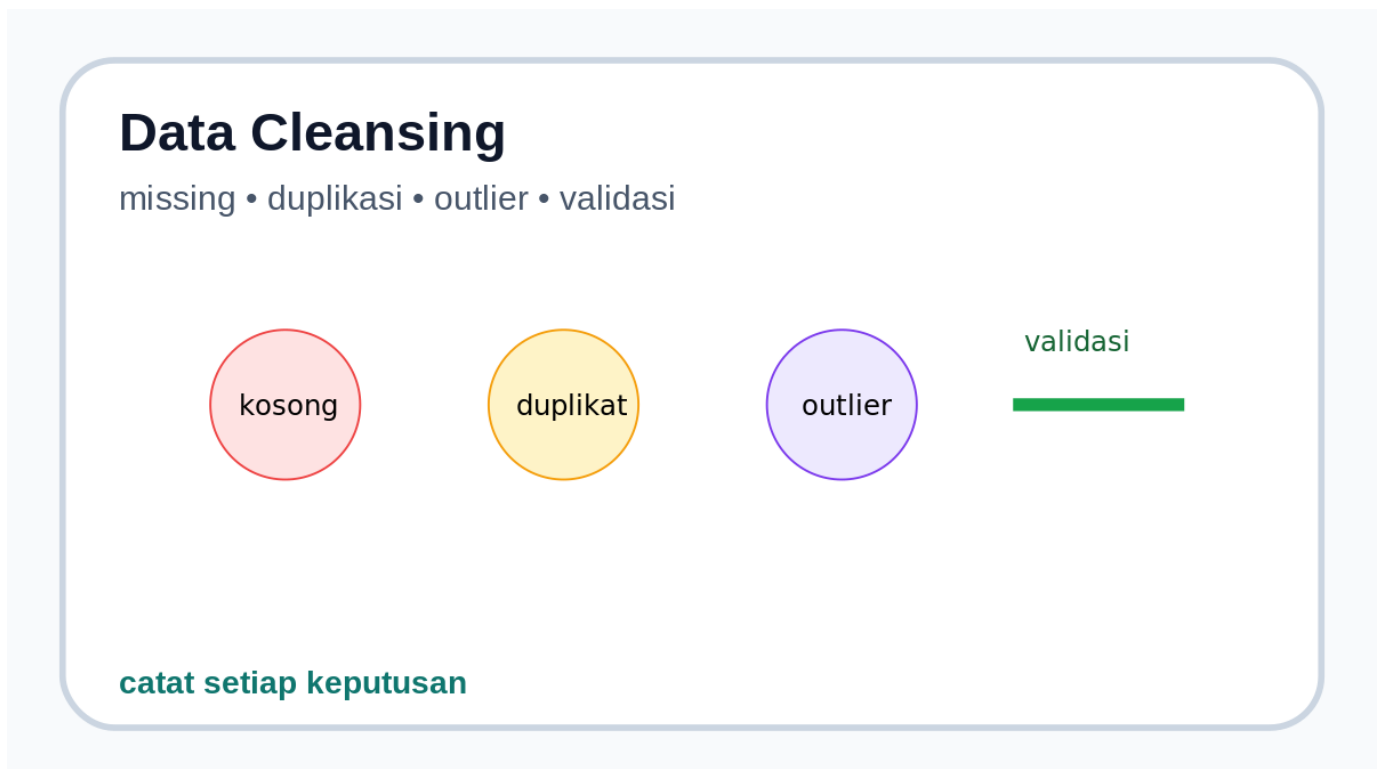 Data Cleansing
missing • duplikasi • outlier • validasi
validasi
kosong
duplikat
outlier
catat setiap keputusan